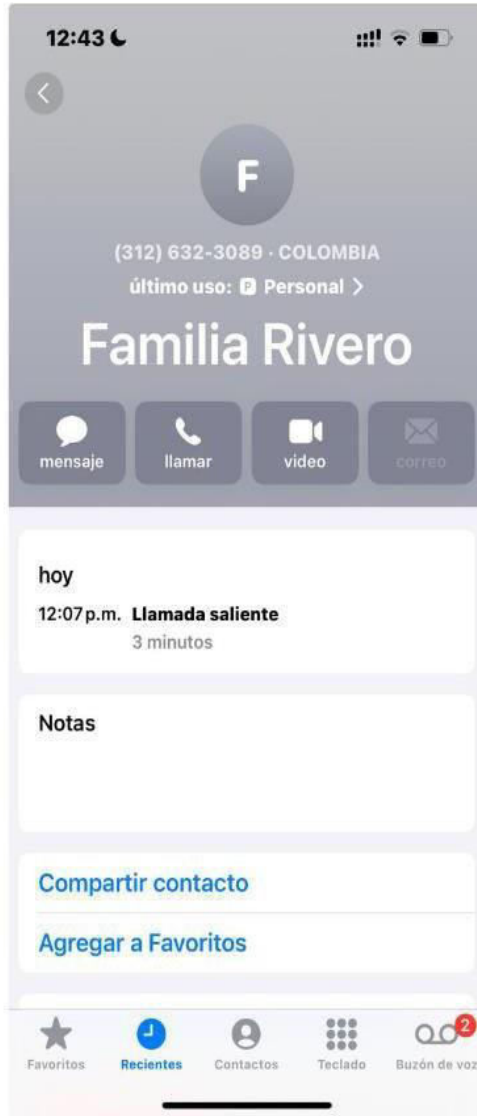 12:43
F
(312) 632-3089 · COLOMBIA
último uso: P Personal >
Familia Rivero
mensaje llamar video correo
hoy
12:07 p.m. Llamada saliente
3 minutos
Notas
Compartir contacto
Agregar a Favoritos
2
Favoritos Recientes Contactos Teclado Buzón de voz